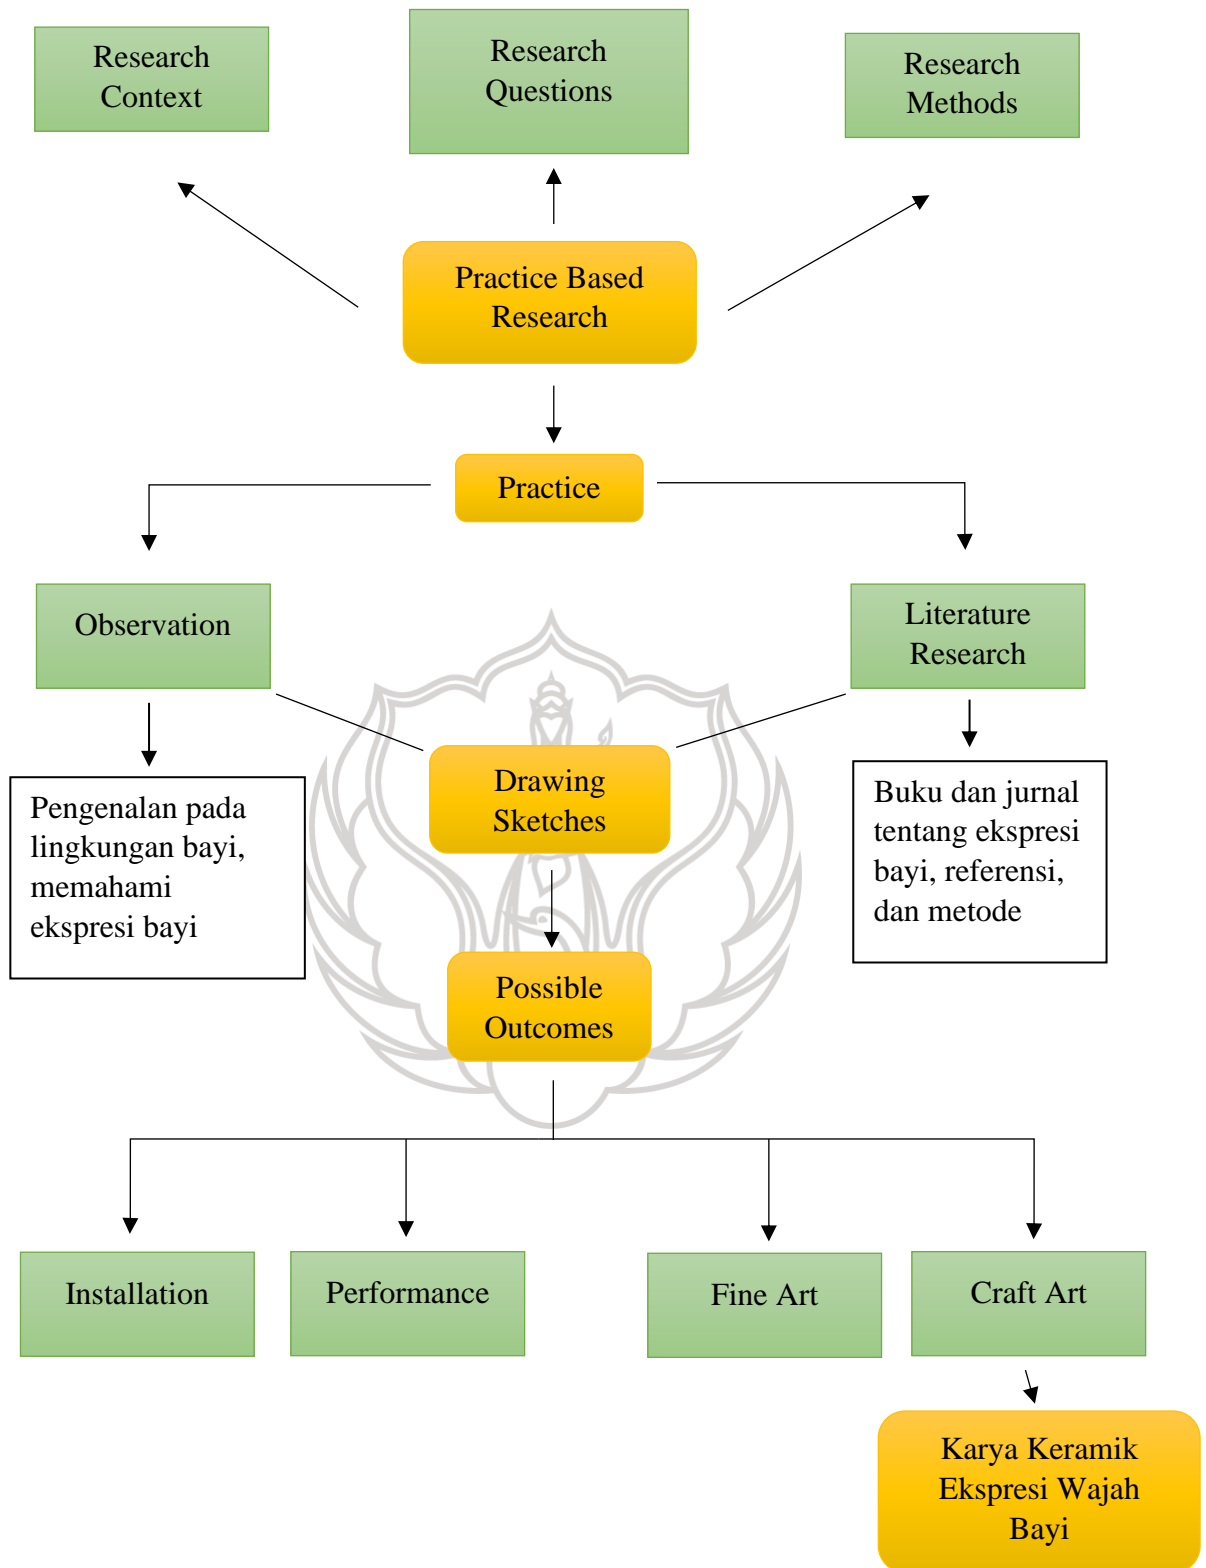 Research
Context
Research
Questions
Research
Methods
Practice Based
Research
Practice
Observation
Literature
Research
Drawing
Sketches
Pengenalan pada
lingkungan bayi,
memahami
ekspresi bayi
Buku dan jurnal
tentang ekspresi
bayi, referensi,
dan metode
Possible
Outcomes
Installation
Performance
Fine Art
Craft Art
Karya Keramik
Ekspresi Wajah
Bayi